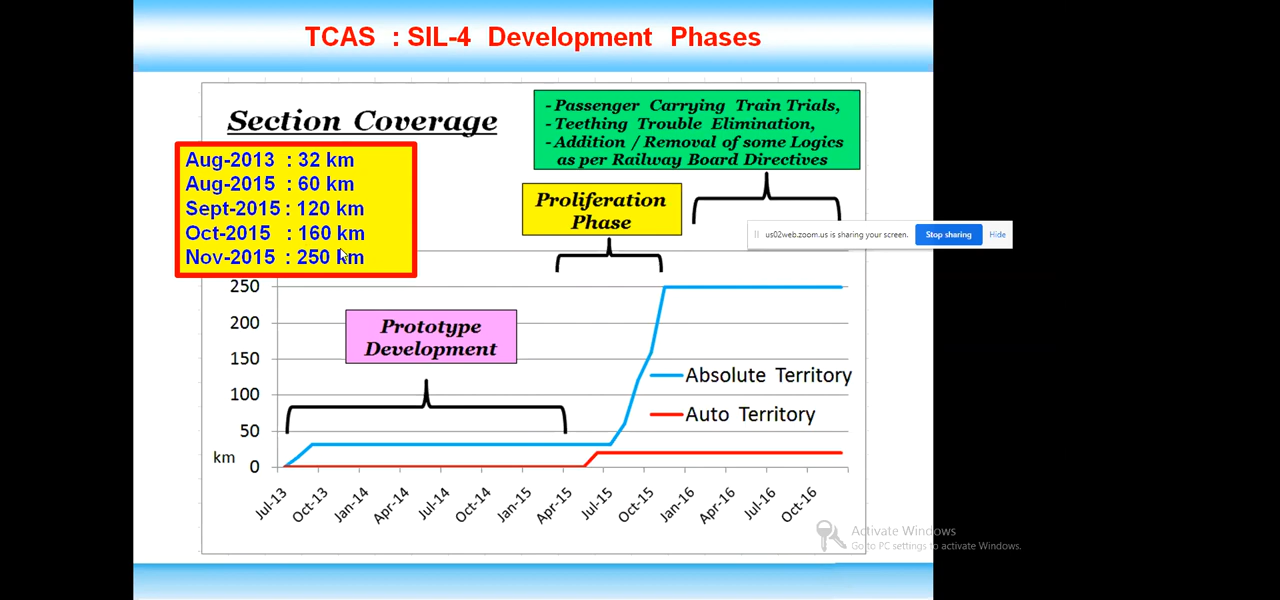 TCAS : SIL-4 Development Phases
Section Coverage
- Passenger Carrying Train Trials,
- Teething Trouble Elimination,
- Addition / Removal of some Logics
as per Railway Board Directives
Aug-2013 : 32 km
Aug-2015 : 60 km
Sept-2015 : 120 km
Oct-2015 : 160 km
Nov-2015 : 250 km
Proliferation
Phase
us02web.zoom.us is sharing your screen.
Stop sharing
Hide
Prototype
Development
250
200
150
100
50
0
km
Absolute Territory
Auto Territory
Jul-13
Oct-13
Jan-14
Apr-14
Jul-14
Oct-14
Jan-15
Apr-15
Jul-15
Oct-15
Jan-16
Apr-16
Jul-16
Oct-16
Activate Windows
Go to PC settings to activate Windows.